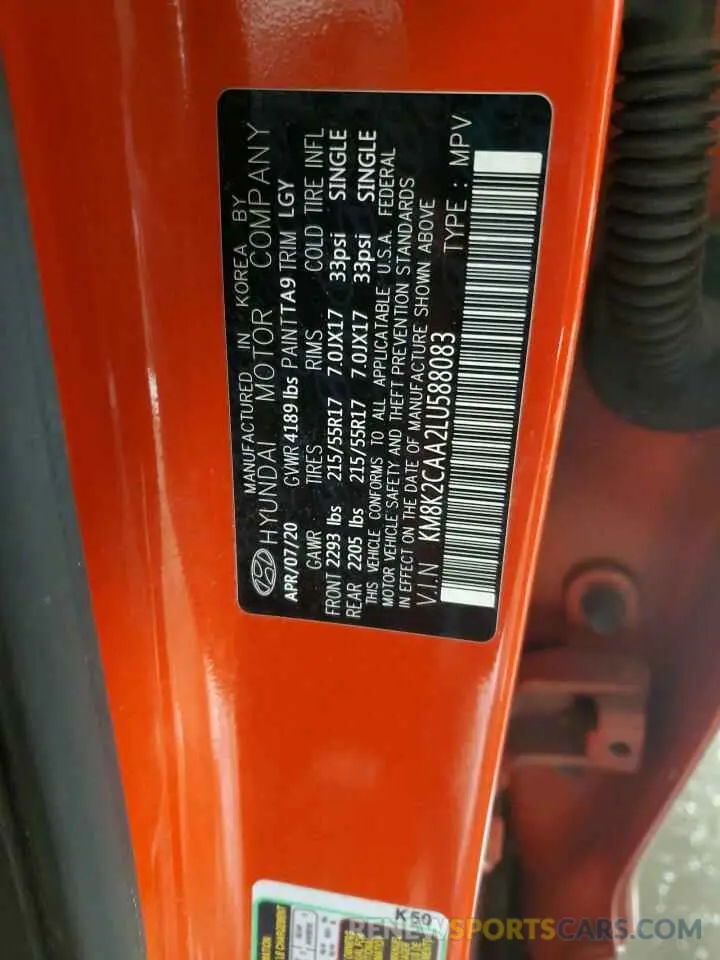 MANUFACTURED IN KOREA BY
HYUNDAI MOTOR COMPANY
APR/07/20 GVWR 4189 lbs PAINT TA9 TRIM LGY
GAWR TIRES RIMS COLD TIRE INFL
FRONT 2293 lbs 215/55R17 7.0JX17 33psi SINGLE
REAR 2205 lbs 215/55R17 7.0JX17 33psi SINGLE
THIS VEHICLE CONFORMS TO ALL APPLICATABLE U.S.A. FEDERAL
MOTOR VEHICLE SAFETY AND THEFT PREVENTION STANDARDS
IN EFFECT ON THE DATE OF MANUFACTURE SHOWN ABOVE
V.I.N KM8K2CAA2LU588083 TYPE : MPV
K50
RENEWSUSEDCARS.COM